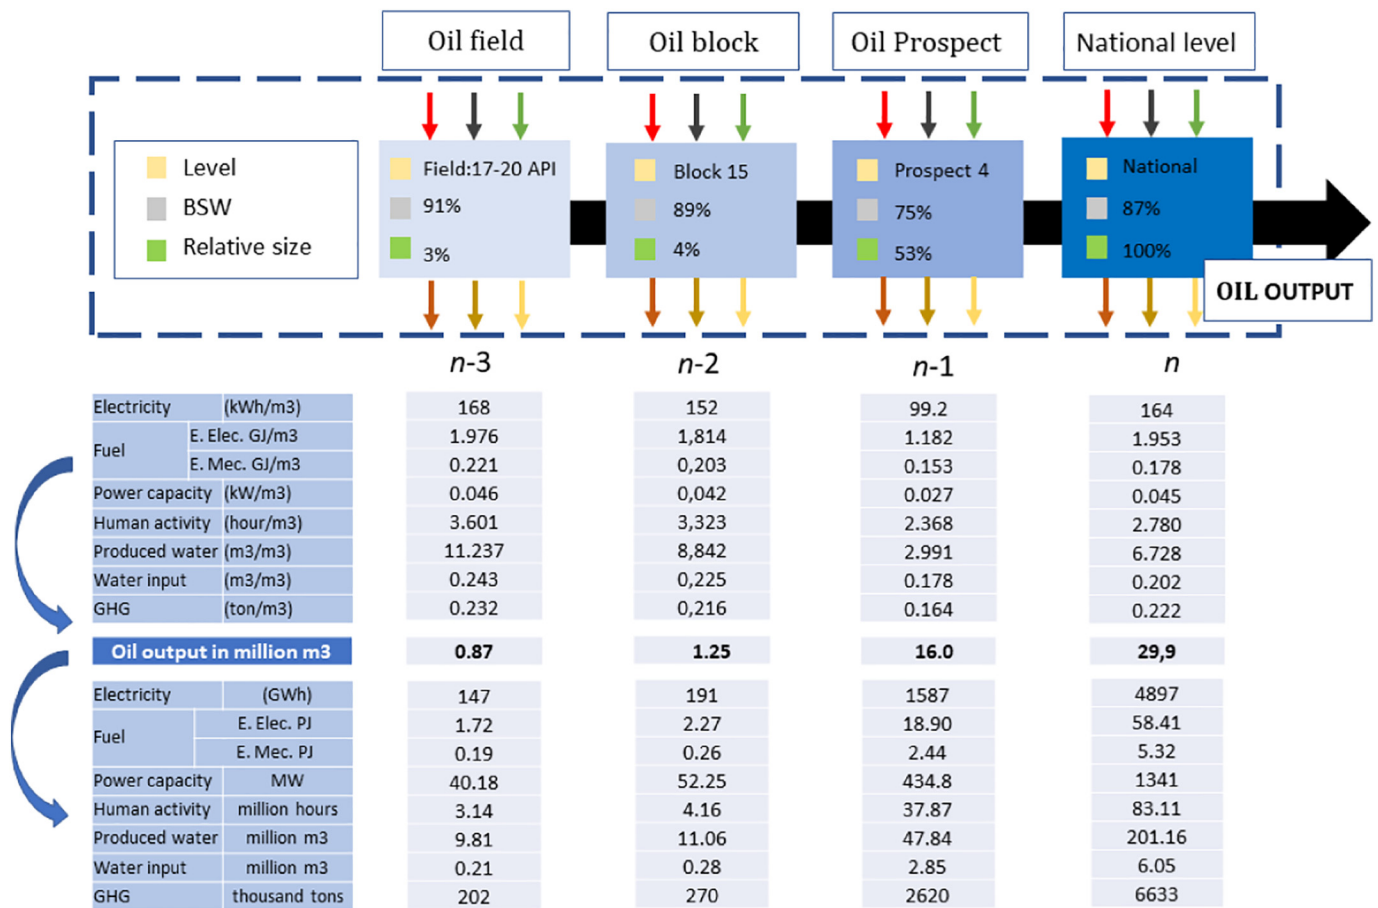 Oil field Oil block Oil Prospect National level
Level
BSW
Relative size
Field:17-20 API
91%
3%
Block 15
89%
4%
Prospect 4
75%
53%
National
87%
100%
OIL OUTPUT
n-3 n-2 n-1 n
Electricity (kWh/m3) 168 152 99.2 164
Fuel E. Elec. GJ/m3 1.976 1,814 1.182 1.953
E. Mec. GJ/m3 0.221 0,203 0.153 0.178
Power capacity (kW/m3) 0.046 0,042 0.027 0.045
Human activity (hour/m3) 3.601 3,323 2.368 2.780
Produced water (m3/m3) 11.237 8,842 2.991 6.728
Water input (m3/m3) 0.243 0,225 0.178 0.202
GHG (ton/m3) 0.232 0,216 0.164 0.222
Oil output in million m3 0.87 1.25 16.0 29,9
Electricity (GWh) 147 191 1587 4897
Fuel E. Elec. PJ 1.72 2.27 18.90 58.41
E. Mec. PJ 0.19 0.26 2.44 5.32
Power capacity MW 40.18 52.25 434.8 1341
Human activity million hours 3.14 4.16 37.87 83.11
Produced water million m3 9.81 11.06 47.84 201.16
Water input million m3 0.21 0.28 2.85 6.05
GHG thousand tons 202 270 2620 6633